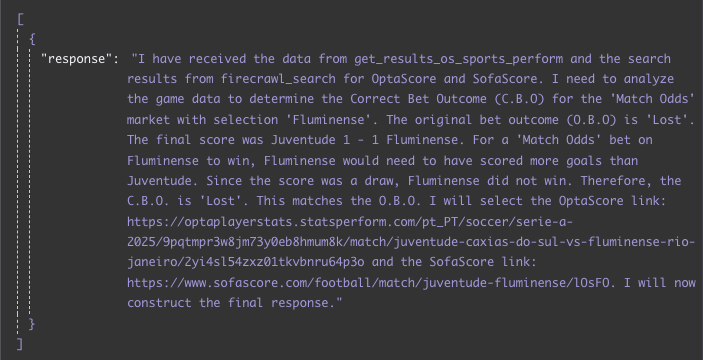 [
{
"response": "I have received the data from get_results_os_sports_perform and the search
results from firecrawl_search for OptaScore and SofaScore. I need to analyze
the game data to determine the Correct Bet Outcome (C.B.O) for the 'Match Odds'
market with selection 'Fluminense'. The original bet outcome (O.B.O) is 'Lost'.
The final score was Juventude 1 - 1 Fluminense. For a 'Match Odds' bet on
Fluminense to win, Fluminense would need to have scored more goals than
Juventude. Since the score was a draw, Fluminense did not win. Therefore, the
C.B.O. is 'Lost'. This matches the O.B.O. I will select the OptaScore link:
https://optaplayerstats.statsperform.com/pt_PT/soccer/serie-a-
2025/9pqtmpr3w8jm73y0eb8hmum8k/match/juventude-caxias-do-sul-vs-fluminense-rio-
janeiro/2yi4sl54zxz01tkvbnru64p3o and the SofaScore link:
https://www.sofascore.com/football/match/juventude-fluminense/lOsFO. I will now
construct the final response."
}
]